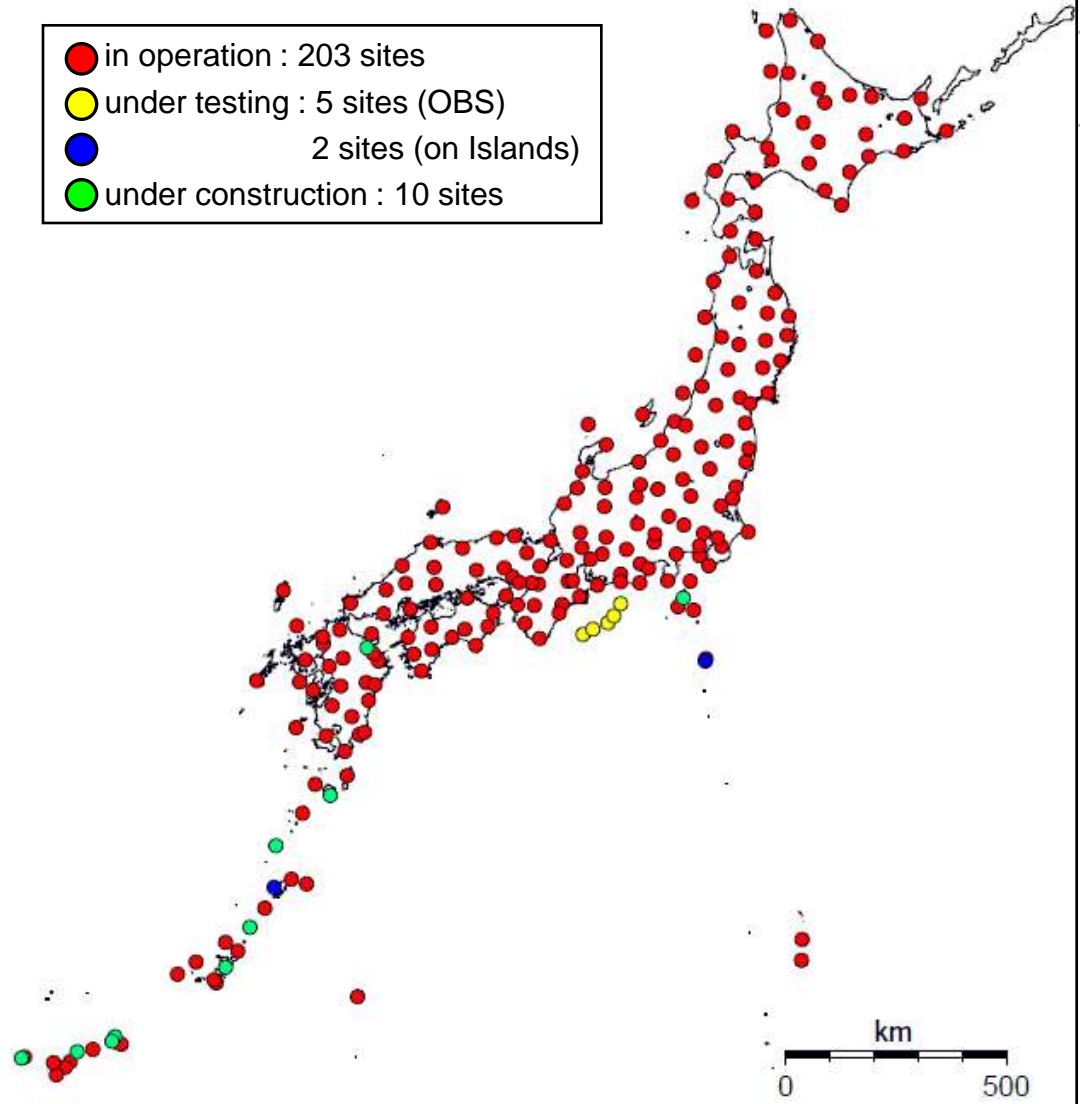 in operation : 203 sites
under testing : 5 sites (OBS)
2 sites (on Islands)
under construction : 10 sites
km
0 500